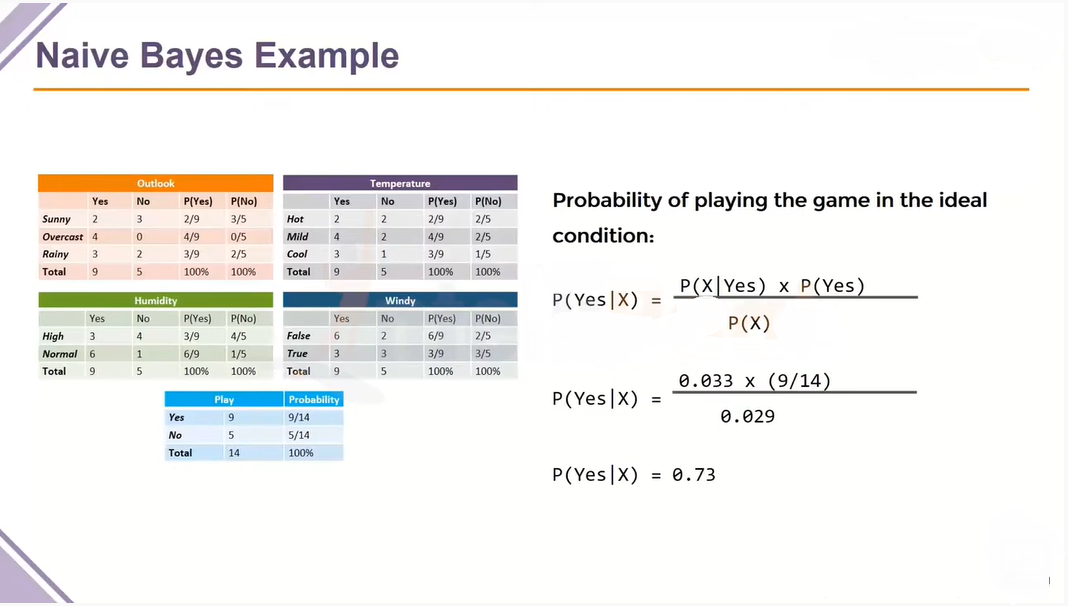 Naive Bayes Example
Outlook
Yes No P(Yes) P(No)
Sunny 2 3 2/9 3/5
Overcast 4 0 4/9 0/5
Rainy 3 2 3/9 2/5
Total 9 5 100% 100%
Temperature
Yes No P(Yes) P(No)
Hot 2 2 2/9 2/5
Mild 4 2 4/9 2/5
Cool 3 1 3/9 1/5
Total 9 5 100% 100%
Humidity
Yes No P(Yes) P(No)
High 3 4 3/9 4/5
Normal 6 1 6/9 1/5
Total 9 5 100% 100%
Windy
Yes No P(Yes) P(No)
False 6 2 6/9 2/5
True 3 3 3/9 3/5
Total 9 5 100% 100%
Play Probability
Yes 9 9/14
No 5 5/14
Total 14 100%
Probability of playing the game in the ideal
condition:
P(X|Yes) x P(Yes)
P(Yes|X) =
P(X)
0.033 x (9/14)
P(Yes|X) =
0.029
P(Yes|X) = 0.73